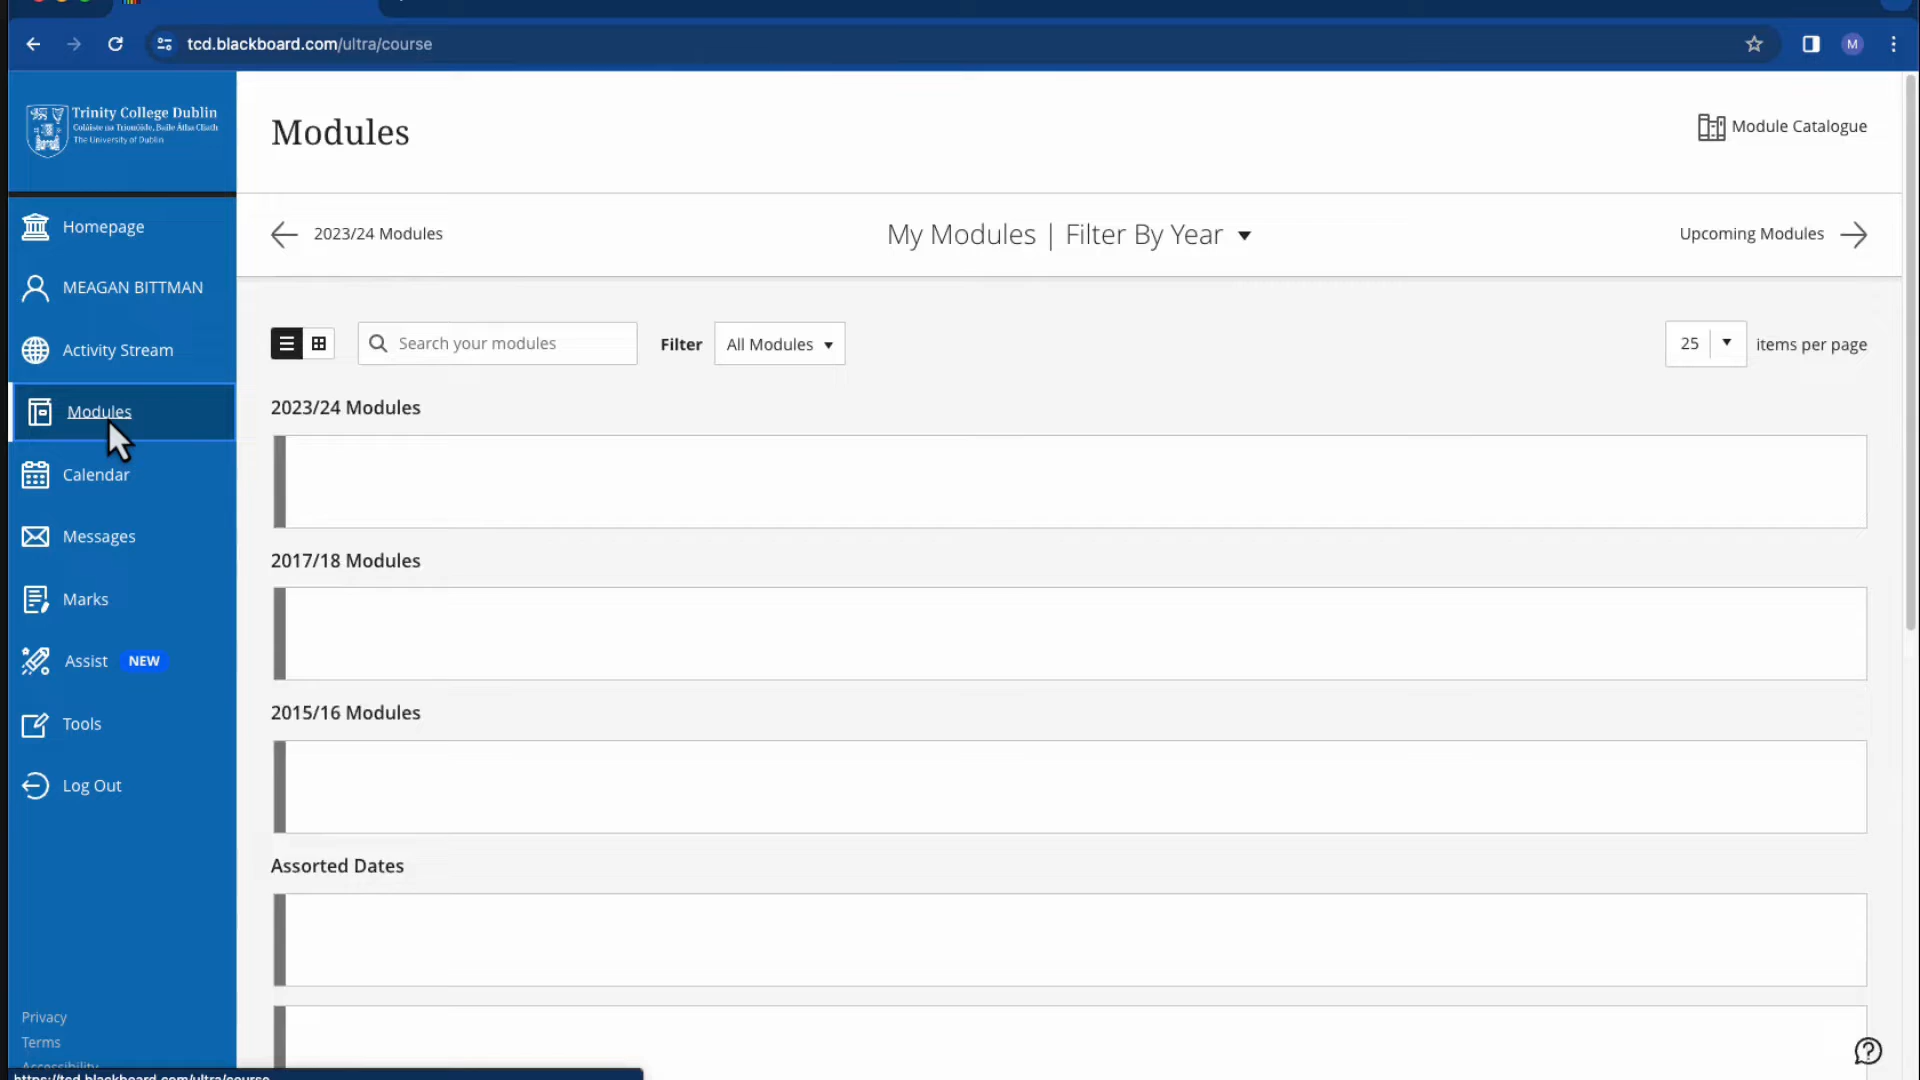 tcd.blackboard.com/ultra/course
M
Trinity College Dublin
Coláiste na Tríonóide, Baile Átha Cliath
The University of Dublin
Modules
Module Catalogue
Homepage
2023/24 Modules
My Modules | Filter By Year
Upcoming Modules
MEAGAN BITTMAN
Activity Stream
Search your modules
Filter
All Modules
25
items per page
Modules
2023/24 Modules
Calendar
Messages
2017/18 Modules
Marks
Assist NEW
2015/16 Modules
Tools
Log Out
Assorted Dates
Privacy
Terms
Accessibility
https://tcd.blackboard.com/ultra/course